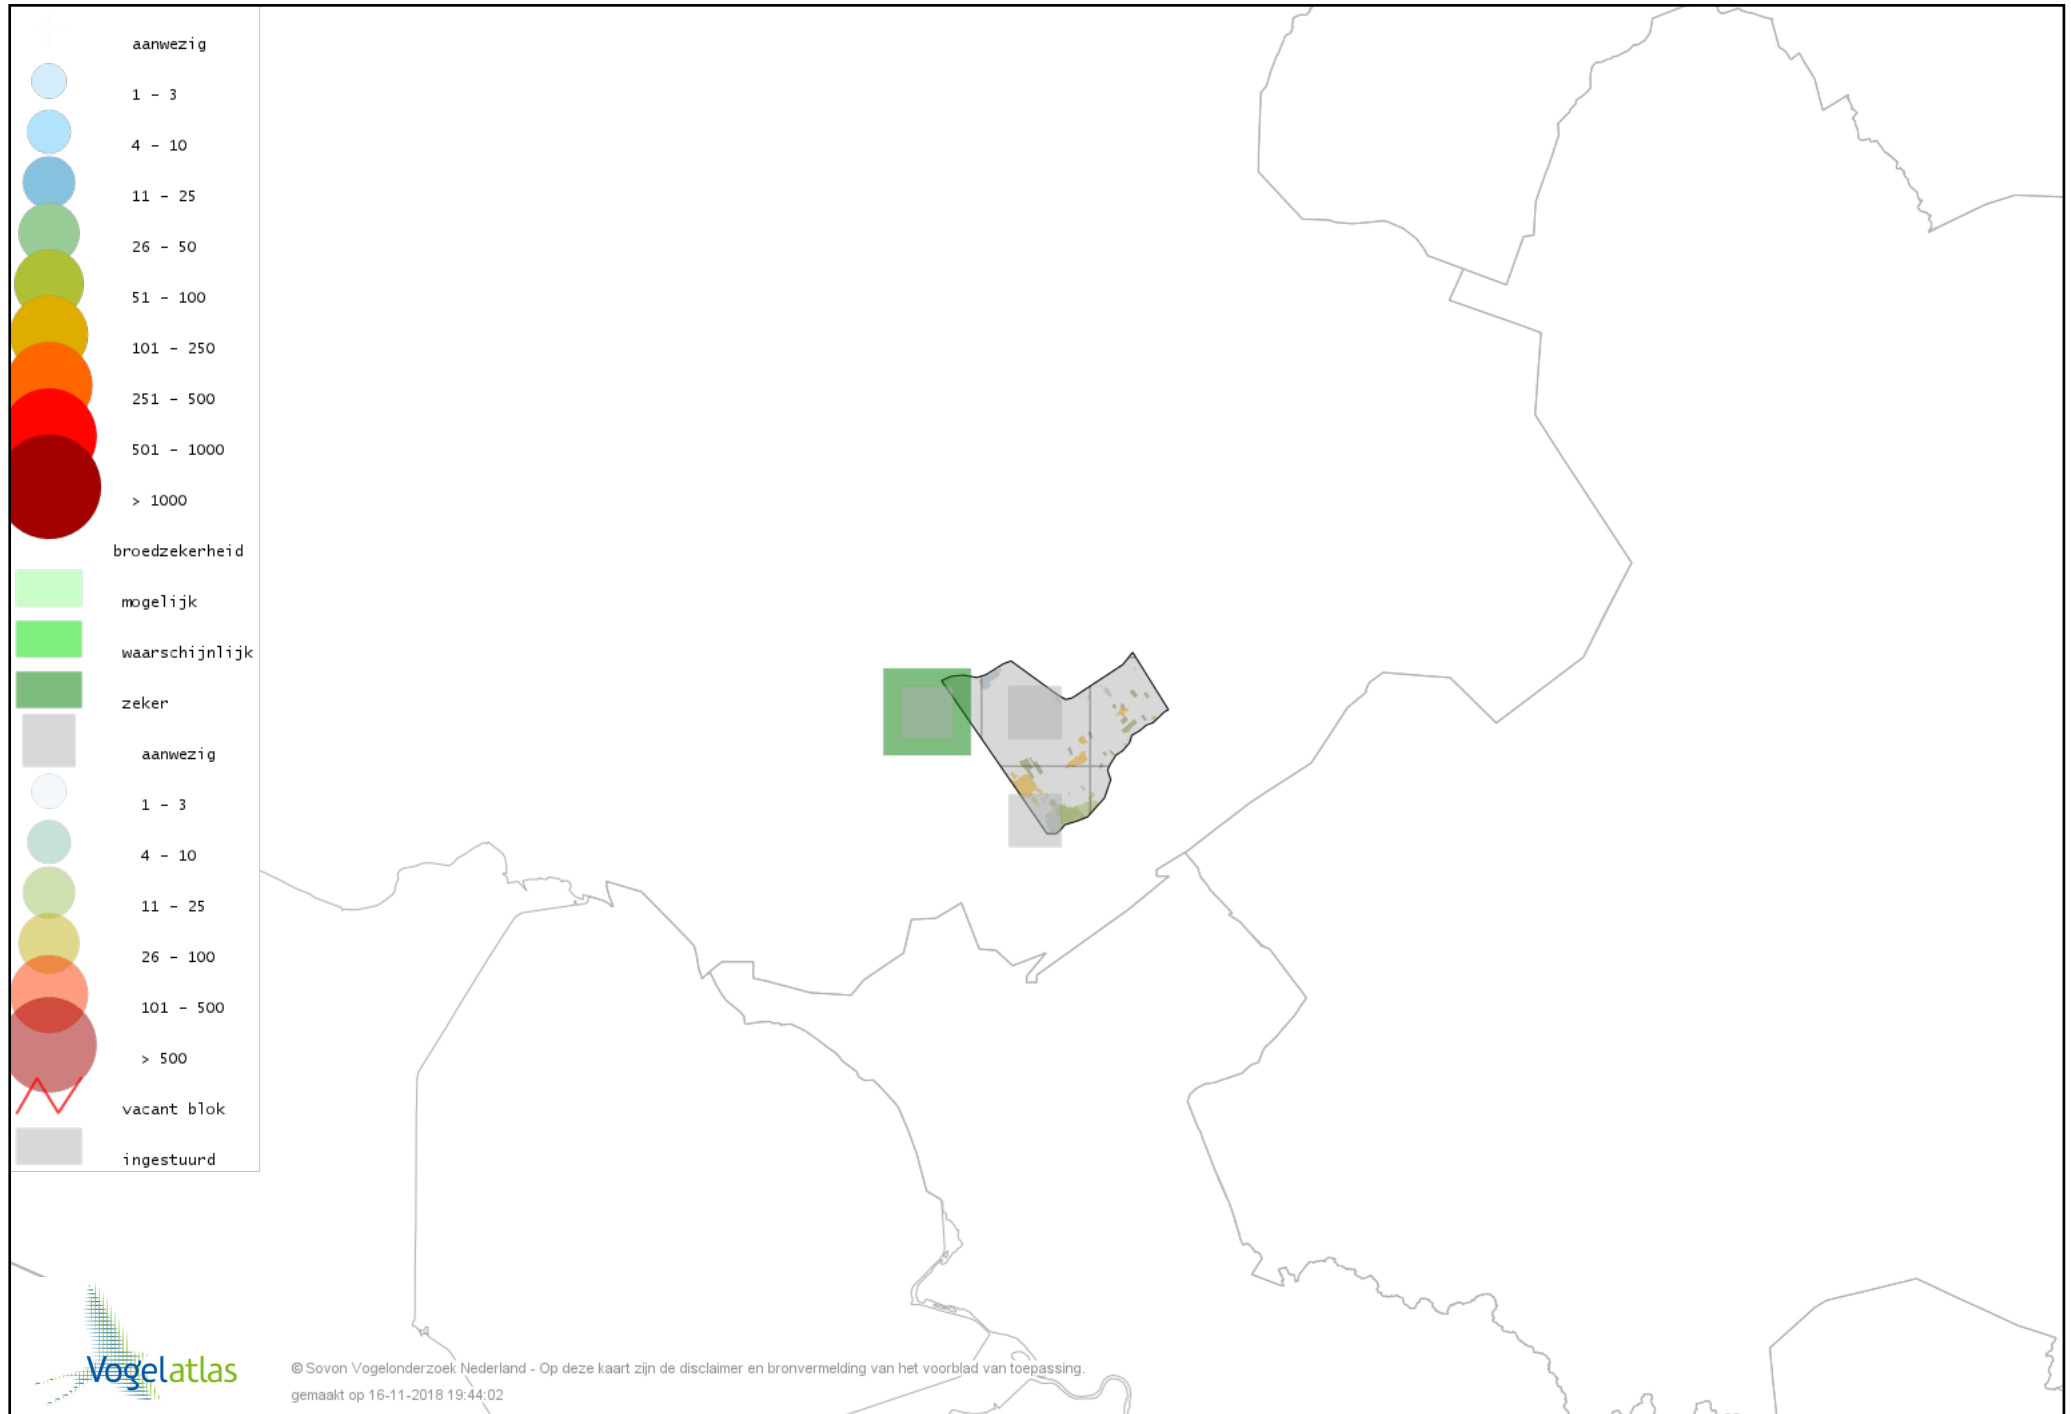 aanwezig
1 - 3
4 - 10
11 - 25
26 - 50
51 - 100
101 - 250
251 - 500
501 - 1000
> 1000
broedzekerheid
mogelijk
waarschijnlijk
zeker
aanwezig
1 - 3
4 - 10
11 - 25
26 - 100
101 - 500
> 500
vacant blok
ingestuurd
Vogelatlas
© Sovon Vogelonderzoek Nederland - Op deze kaart zijn de disclaimer en bronvermelding van het voorblad van toepassing.
gemaakt op 16-11-2018 19:44:02